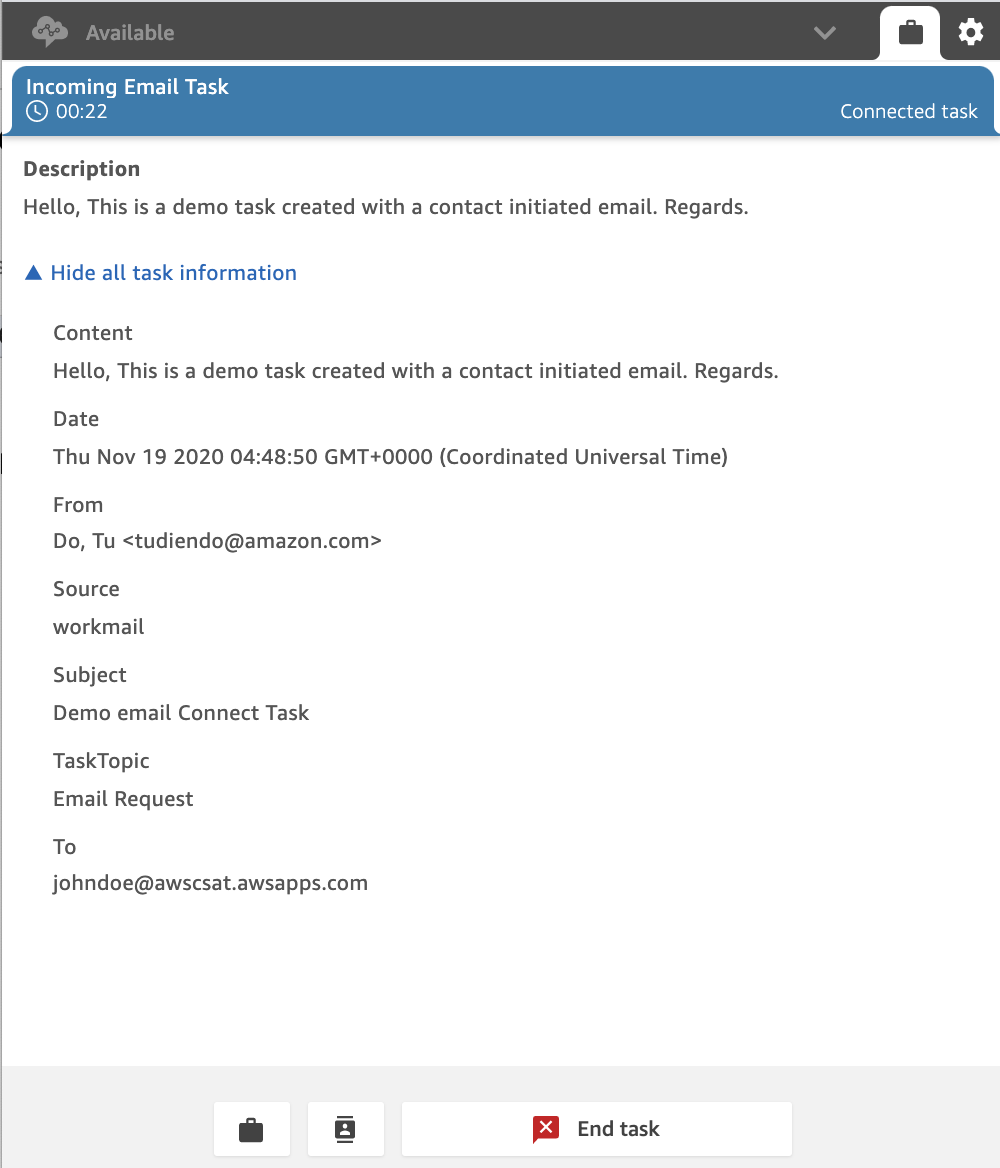 Available
Incoming Email Task
00:22
Connected task
Description
Hello, This is a demo task created with a contact initiated email. Regards.
▲ Hide all task information
Content
Hello, This is a demo task created with a contact initiated email. Regards.
Date
Thu Nov 19 2020 04:48:50 GMT+0000 (Coordinated Universal Time)
From
Do, Tu <tudiendo@amazon.com>
Source
workmail
Subject
Demo email Connect Task
TaskTopic
Email Request
To
johndoe@awscsat.awsapps.com
End task